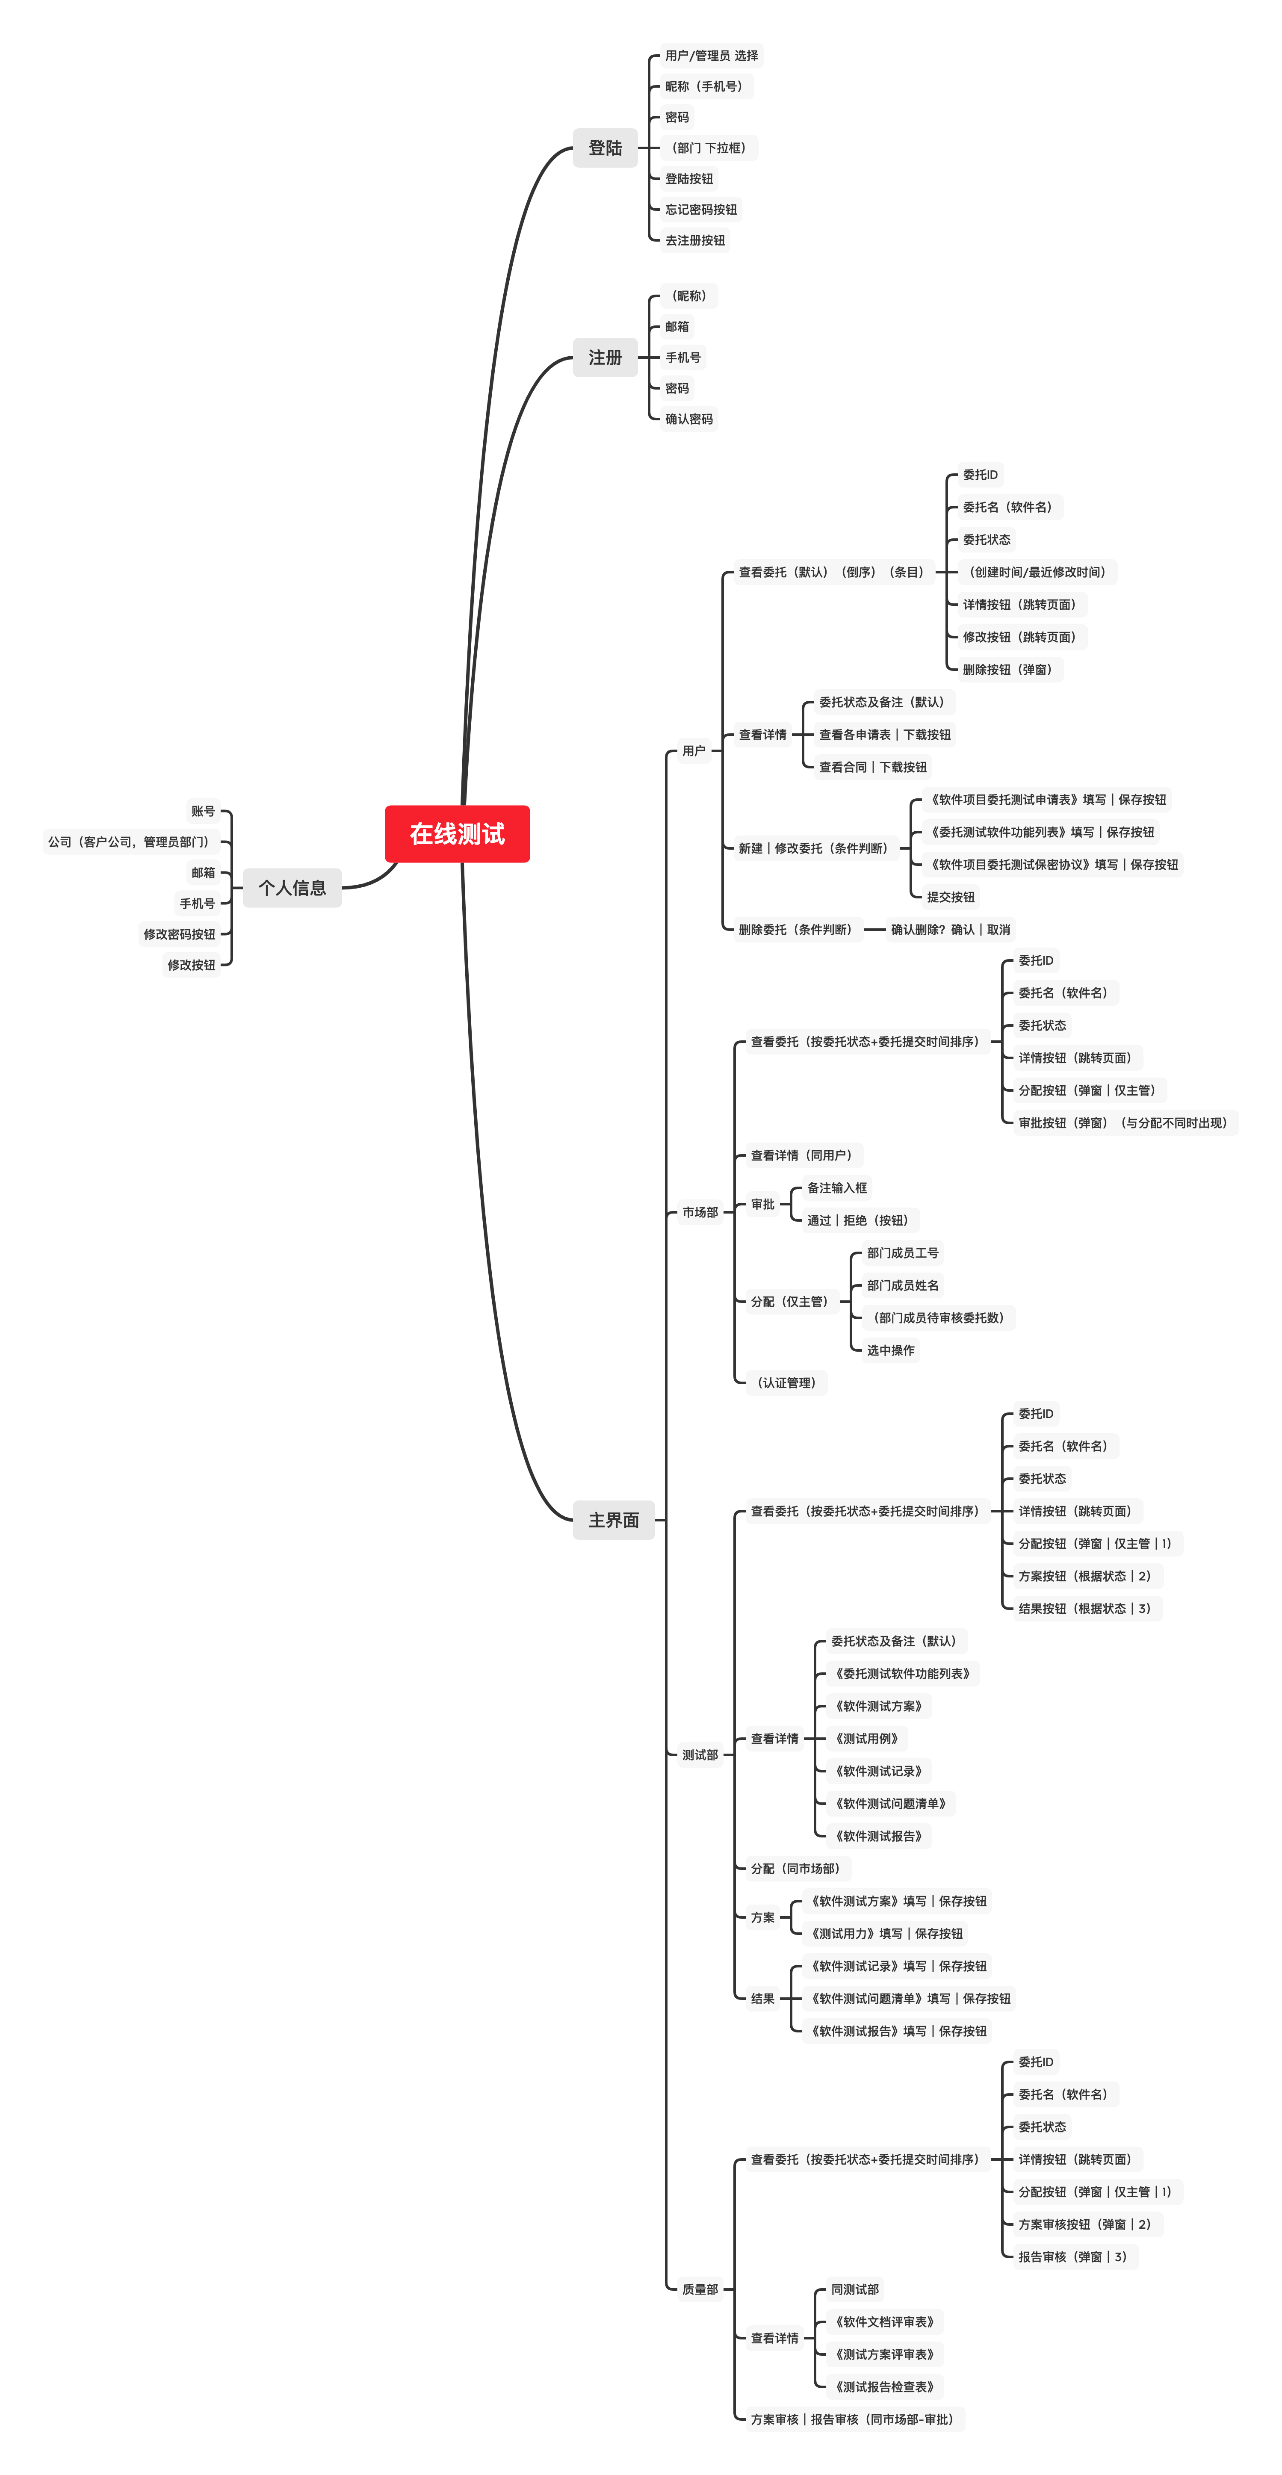 在线测试
登陆
用户/管理员 选择
昵称（手机号）
密码
（部门 下拉框）
登陆按钮
忘记密码按钮
去注册按钮
注册
（昵称）
邮箱
手机号
密码
确认密码
个人信息
账号
公司（客户公司，管理员部门）
邮箱
手机号
修改密码按钮
修改按钮
主界面
用户
查看委托（默认）（倒序）（条目）
委托ID
委托名（软件名）
委托状态
（创建时间/最近修改时间）
详情按钮（跳转页面）
修改按钮（跳转页面）
删除按钮（弹窗）
查看详情
委托状态及备注（默认）
查看各申请表｜下载按钮
查看合同｜下载按钮
新建｜修改委托（条件判断）
《软件项目委托测试申请表》填写｜保存按钮
《委托测试软件功能列表》填写｜保存按钮
《软件项目委托测试保密协议》填写｜保存按钮
提交按钮
删除委托（条件判断）
确认删除？确认｜取消
市场部
查看委托（按委托状态+委托提交时间排序）
委托ID
委托名（软件名）
委托状态
详情按钮（跳转页面）
分配按钮（弹窗｜仅主管）
审批按钮（弹窗）（与分配不同时出现）
查看详情（同用户）
审批
备注输入框
通过｜拒绝（按钮）
分配（仅主管）
部门成员工号
部门成员姓名
（部门成员待审核委托数）
选中操作
（认证管理）
测试部
查看委托（按委托状态+委托提交时间排序）
委托ID
委托名（软件名）
委托状态
详情按钮（跳转页面）
分配按钮（弹窗｜仅主管｜1）
方案按钮（根据状态｜2）
结果按钮（根据状态｜3）
查看详情
委托状态及备注（默认）
《委托测试软件功能列表》
《软件测试方案》
《测试用例》
《软件测试记录》
《软件测试问题清单》
《软件测试报告》
分配（同市场部）
方案
《软件测试方案》填写｜保存按钮
《测试用力》填写｜保存按钮
结果
《软件测试记录》填写｜保存按钮
《软件测试问题清单》填写｜保存按钮
《软件测试报告》填写｜保存按钮
质量部
查看委托（按委托状态+委托提交时间排序）
委托ID
委托名（软件名）
委托状态
详情按钮（跳转页面）
分配按钮（弹窗｜仅主管｜1）
方案审核按钮（弹窗｜2）
报告审核（弹窗｜3）
查看详情
同测试部
《软件文档评审表》
《测试方案评审表》
《测试报告检查表》
方案审核｜报告审核（同市场部-审批）